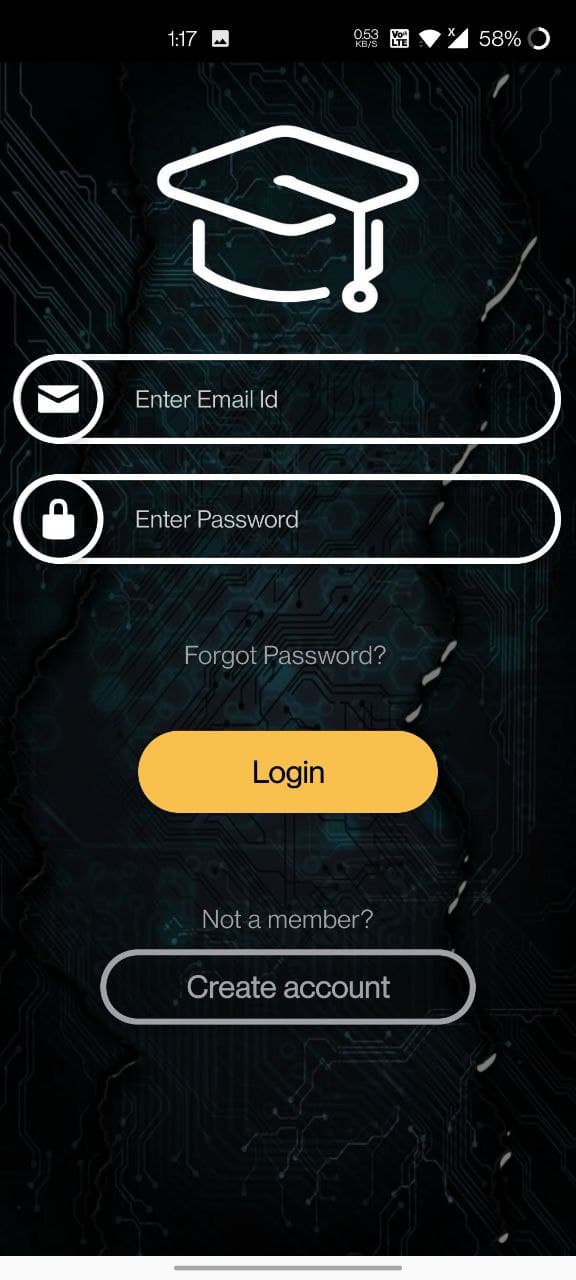 1:17
0.53
KB/S
Vo
LTE
X
58%
Enter Email Id
Enter Password
Forgot Password?
Login
Not a member?
Create account